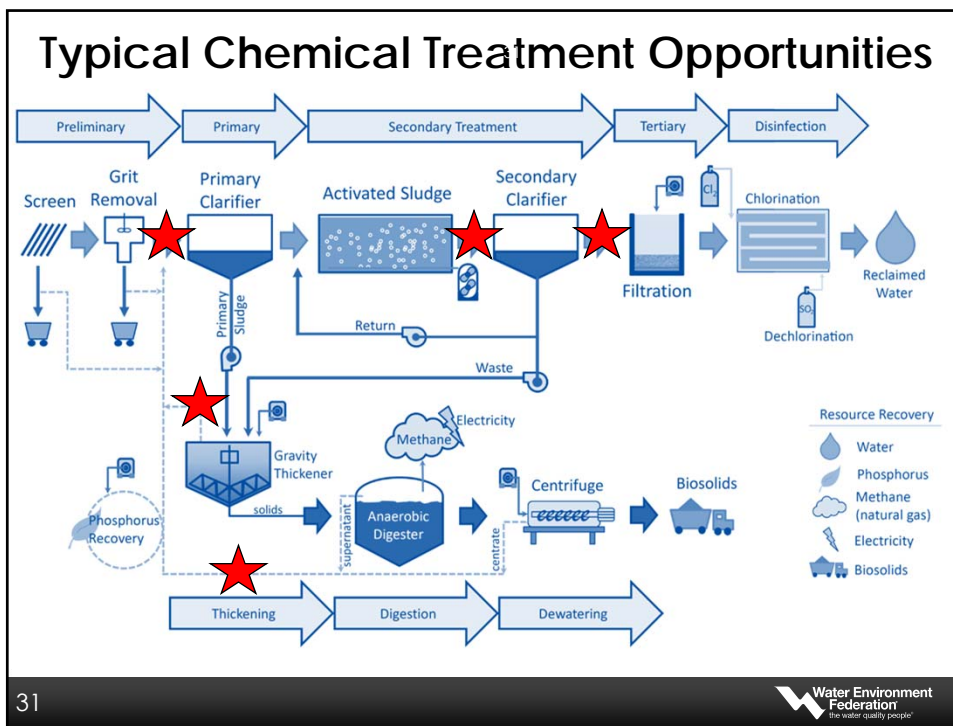 Typical Chemical Treatment Opportunities
Preliminary
Primary
Secondary Treatment
Tertiary
Disinfection
Screen
Grit
Removal
Primary
Clarifier
Activated Sludge
Secondary
Clarifier
Cl2
Chlorination
Filtration
SO2
Dechlorination
Reclaimed
Water
Primary
Sludge
Return
Waste
Gravity
Thickener
solids
Methane
Electricity
Phosphorus
Recovery
supernatant
Anaerobic
Digester
Centrifuge
centrate
Biosolids
Resource Recovery
Water
Phosphorus
Methane
(natural gas)
Electricity
Biosolids
Thickening
Digestion
Dewatering
31
Water Environment
Federation
the water quality people®